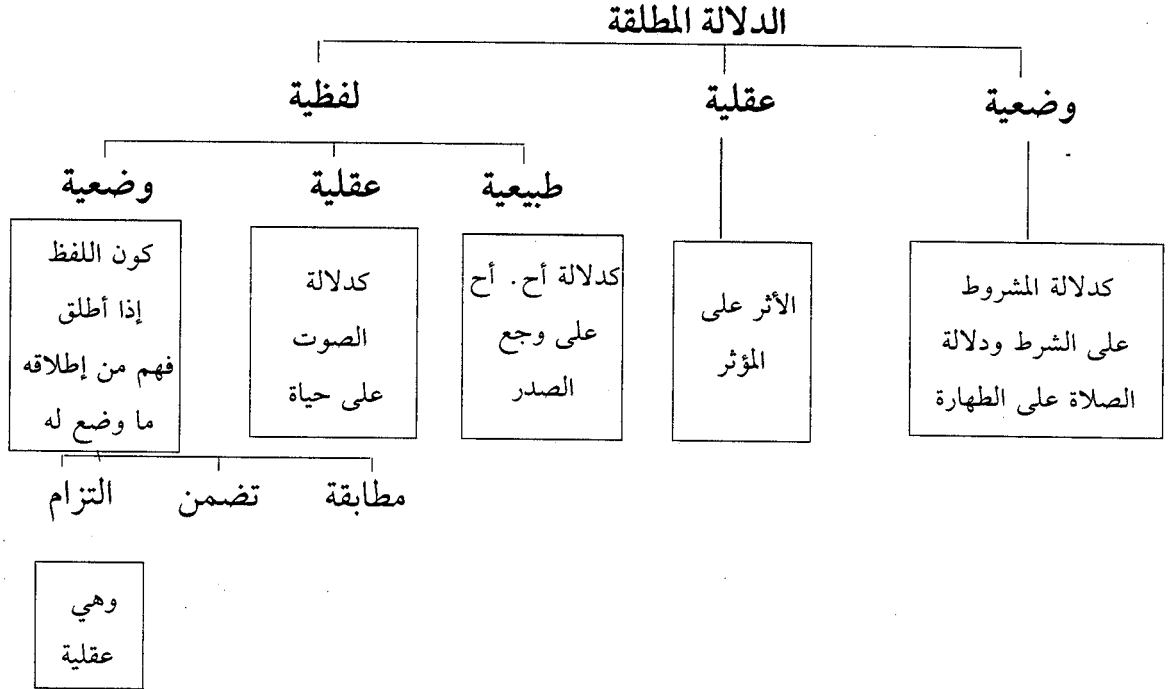 الدلالة المطلقة
وضعية
عقلية
لفظية
طبيعية
عقلية
وضعية
كدلالة المشروط
على الشرط ودلالة
الصلاة على الطهارة
الأثر على
المؤثر
كدلالة أح. أح
على وجع
الصدر
كدلالة
الصوت
على حياة
كون اللفظ
إذا أطلق
فهم من إطلاقه
ما وضع له
مطابقة
تضمن
التزام
وهي
عقلية